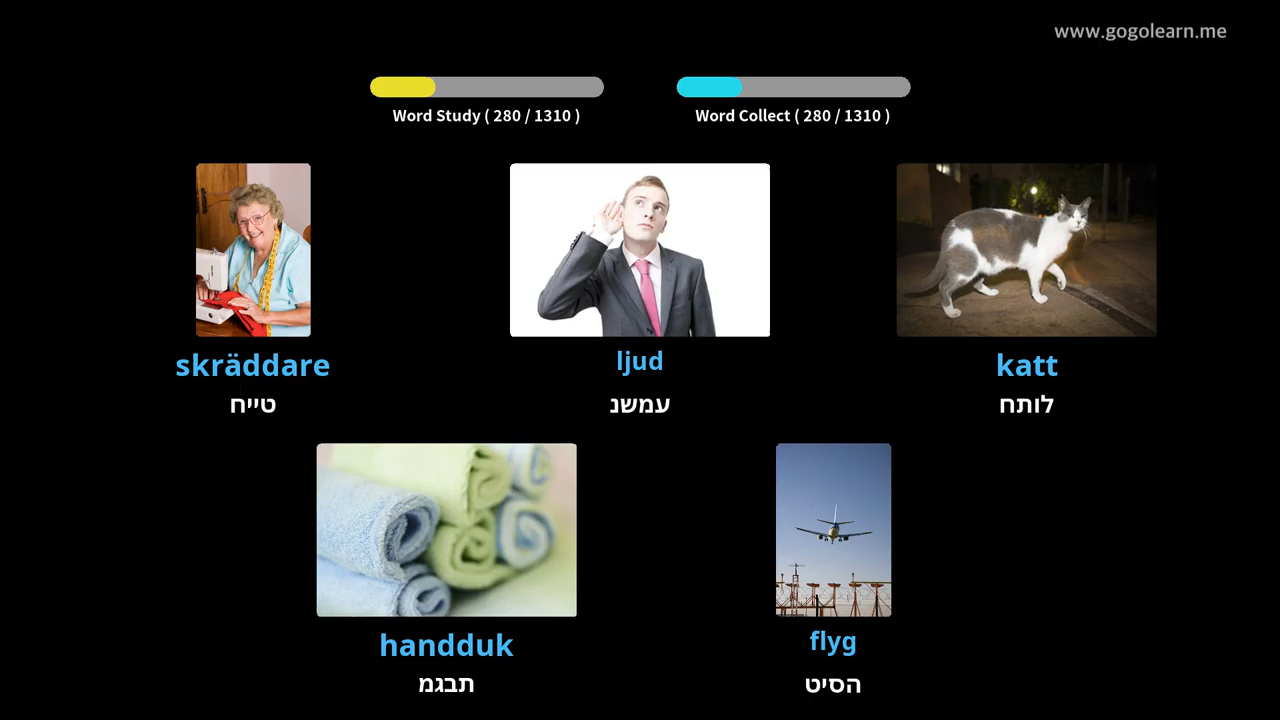 www.gogolearn.me
Word Study ( 280 / 1310 )
Word Collect ( 280 / 1310 )
skräddare
טייח
ljud
עמשנ
katt
לותח
handduk
תבגמ
flyg
הסיט